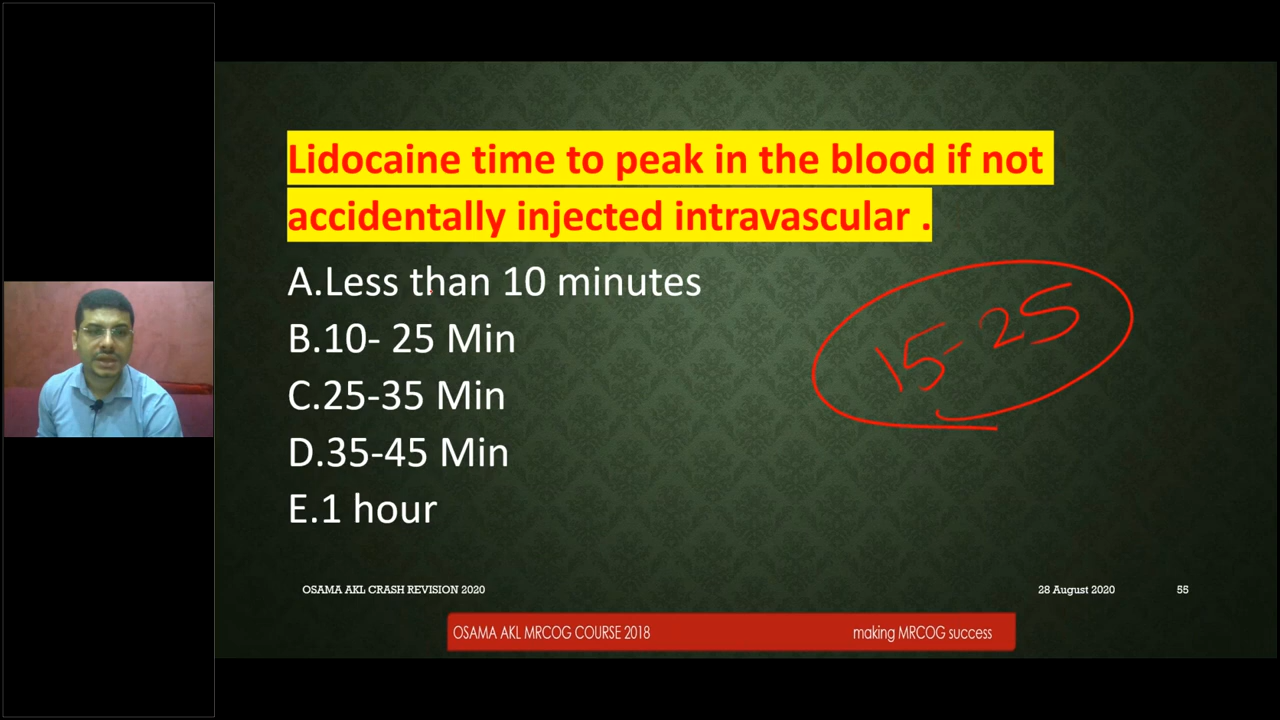 Lidocaine time to peak in the blood if not
accidentally injected intravascular .
A.Less than 10 minutes
B.10- 25 Min
C.25-35 Min
D.35-45 Min
E.1 hour
15-25
OSAMA AKL CRASH REVISION 2020 28 August 2020 55
OSAMA AKL MRCOG COURSE 2018 making MRCOG success